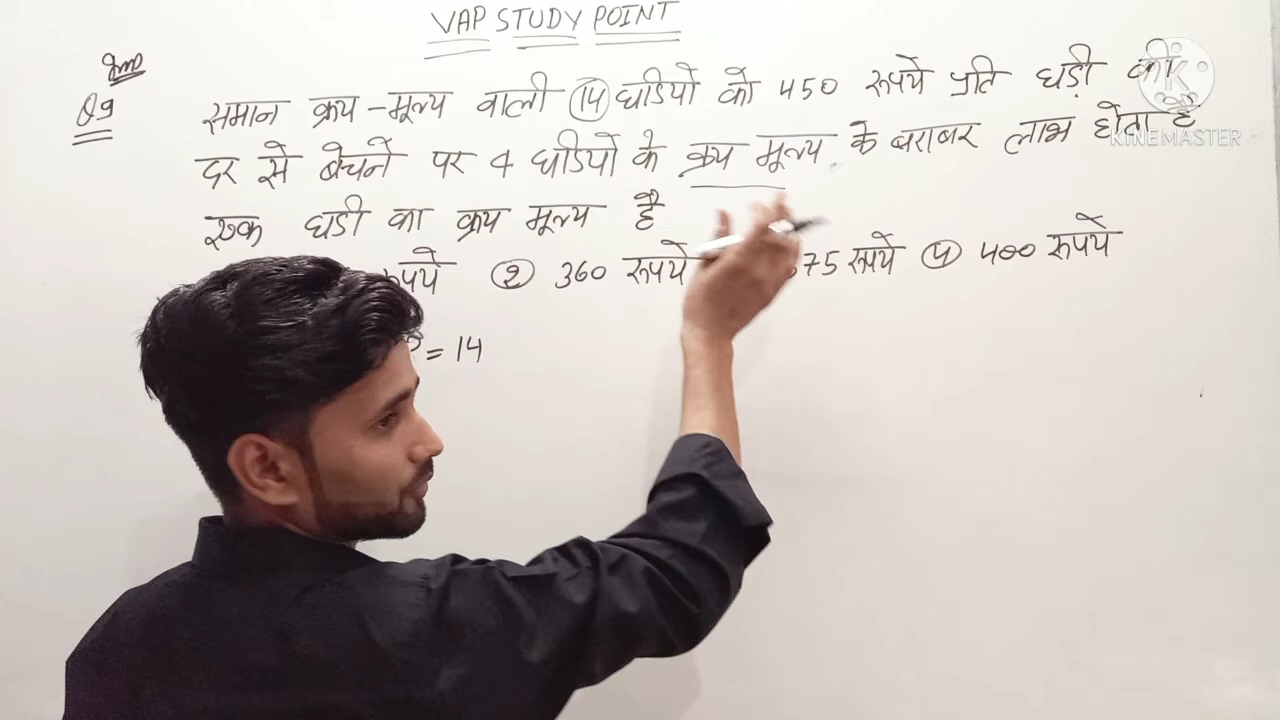 VAP STUDY POINT
Imp
Q9 समान क्रय-मूल्य वाली 14 घडियो को 450 रूपये प्रति घड़ी की
दर से बेचने पर 4 घडियो के क्रय मूल्य के बराबर लाभ होता है
एक घडी का क्रय मूल्य है
रूपये ② 360 रूपये 375 रूपये ④ 400 रूपये
= 14
KINEMASTER